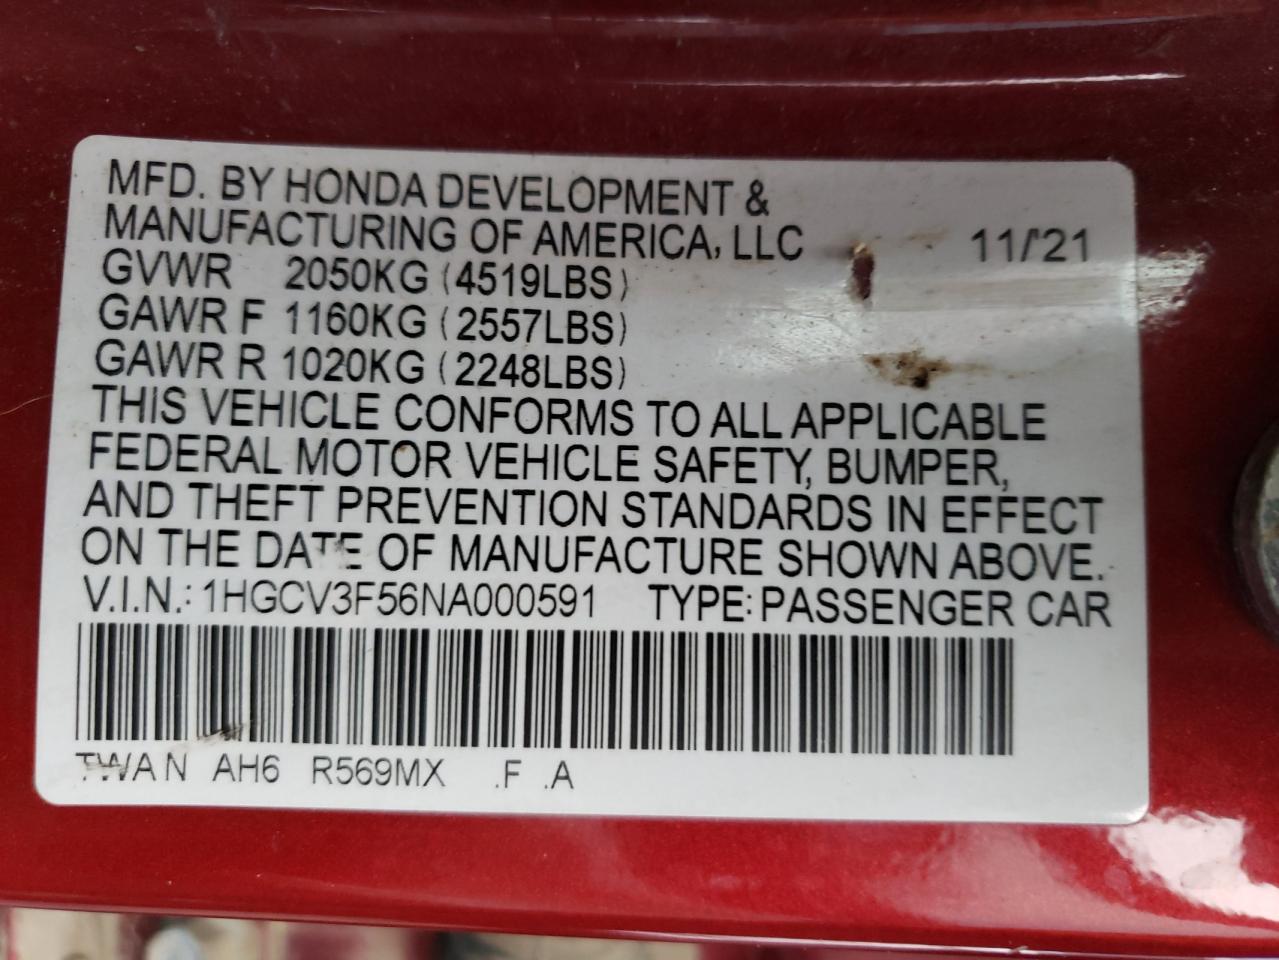 MFD. BY HONDA DEVELOPMENT &
MANUFACTURING OF AMERICA, LLC 11/'21
GVWR 2050KG (4519LBS)
GAWR F 1160KG (2557LBS)
GAWR R 1020KG (2248LBS)
THIS VEHICLE CONFORMS TO ALL APPLICABLE
FEDERAL MOTOR VEHICLE SAFETY, BUMPER,
AND THEFT PREVENTION STANDARDS IN EFFECT
ON THE DATE OF MANUFACTURE SHOWN ABOVE.
V.I.N.: 1HGCV3F56NA000591 TYPE: PASSENGER CAR
TWAN AH6 R569MX .F .A